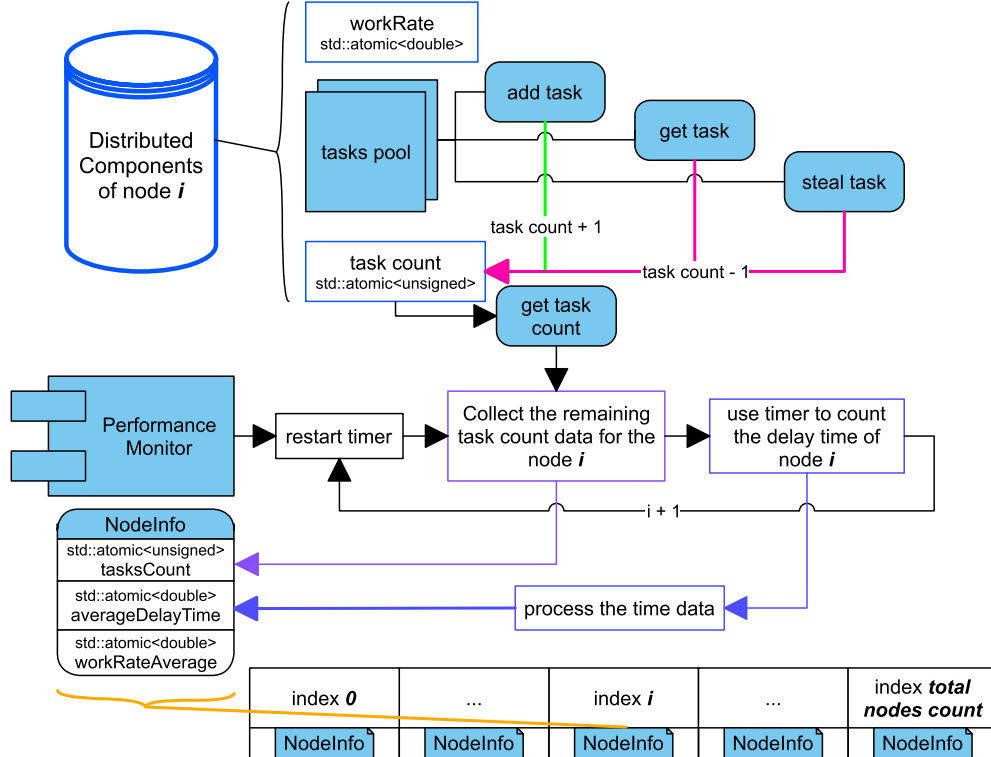 workRate
std::atomic<double>
Distributed
Components
of node i
tasks pool
add task
get task
steal task
task count + 1
task count
std::atomic<unsigned>
task count - 1
get task
count
Performance
Monitor
restart timer
Collect the remaining
task count data for the
node i
use timer to count
the delay time of
node i
i + 1
NodeInfo
std::atomic<unsigned>
tasksCount
std::atomic<double>
averageDelayTime
std::atomic<double>
workRateAverage
process the time data
index 0
...
index i
...
index total
nodes count
NodeInfo
NodeInfo
NodeInfo
NodeInfo
NodeInfo